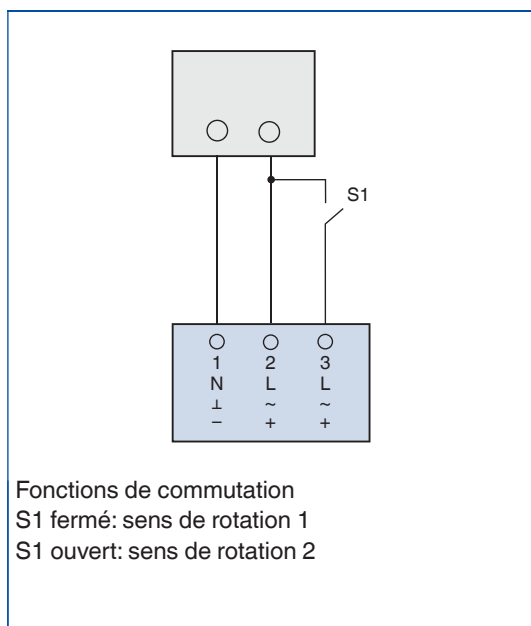 S1
1 2 3
N L L
⊥ ~ ~
− + +
Fonctions de commutation
S1 fermé: sens de rotation 1
S1 ouvert: sens de rotation 2